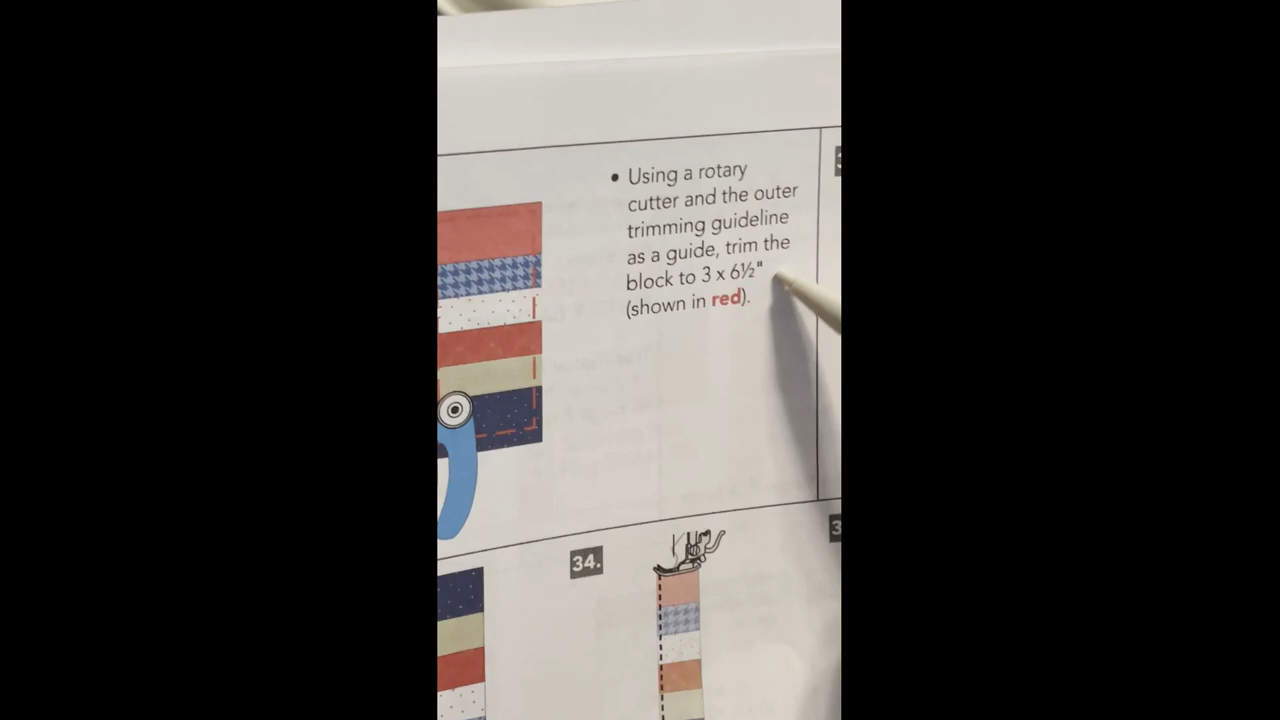 • Using a rotary
cutter and the outer
trimming guideline
as a guide, trim the
block to 3 x 6½"
(shown in red).
34.